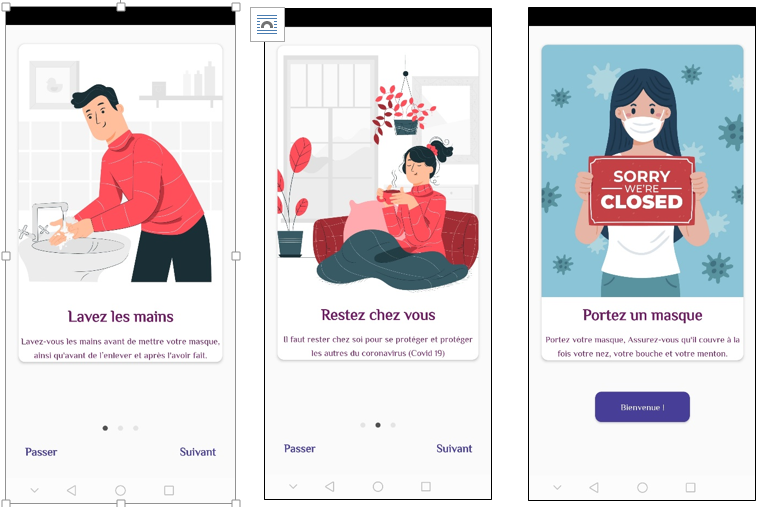 Lavez les mains
Lavez-vous les mains avant de mettre votre masque,
ainsi qu'avant de l'enlever et après l'avoir fait.
Passer
Suivant
Restez chez vous
Il faut rester chez soi pour se protéger et protéger
les autres du coronavirus (Covid 19)
Passer
Suivant
SORRY
WE'RE
CLOSED
Portez un masque
Portez votre masque, Assurez-vous qu'il couvre à la
fois votre nez, votre bouche et votre menton.
Bienvenue !